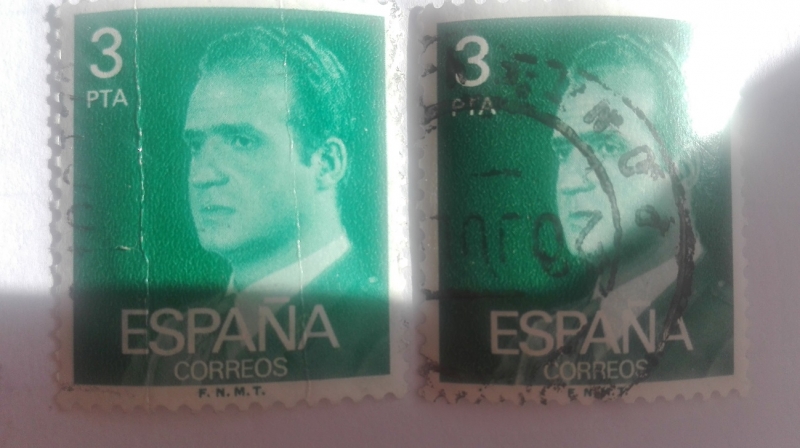 3
PTA
ESPAÑA
CORREOS
F.N.M.T.
3
PTA
ESPAÑA
CORREOS
F.N.M.T.